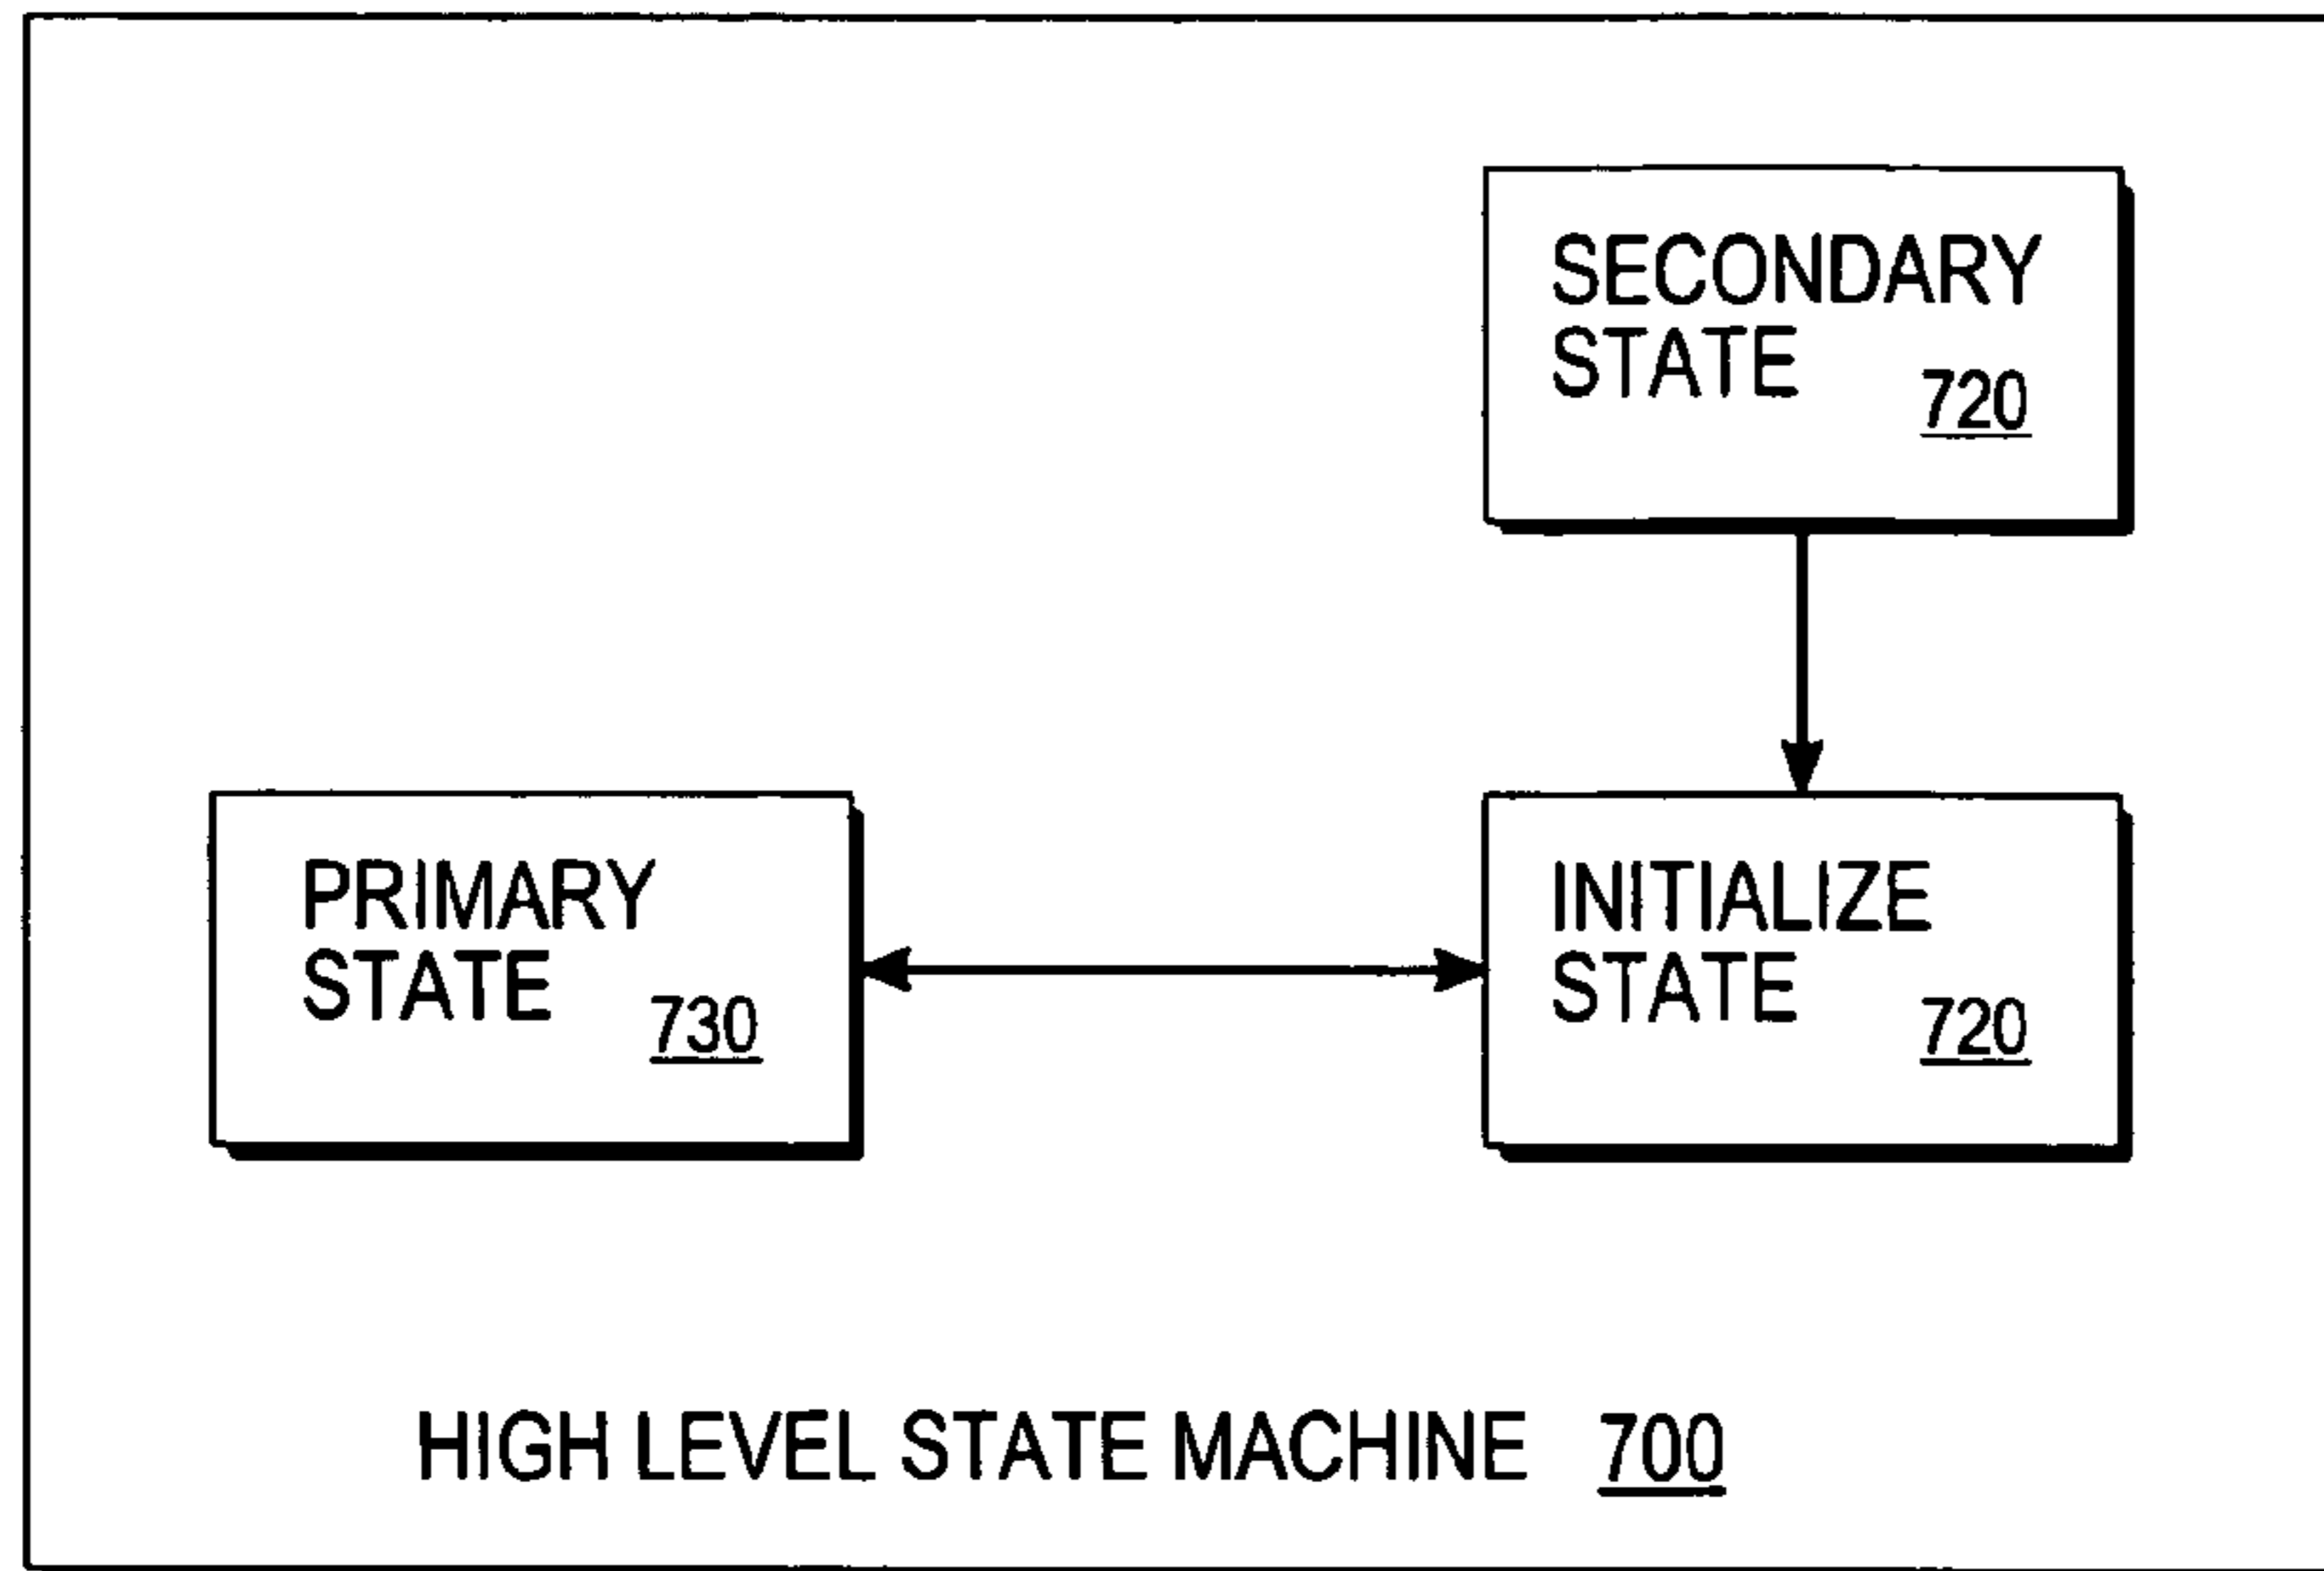 SECONDARY
STATE
720
PRIMARY
STATE
730
INITIALIZE
STATE
720
HIGH LEVEL STATE MACHINE 700